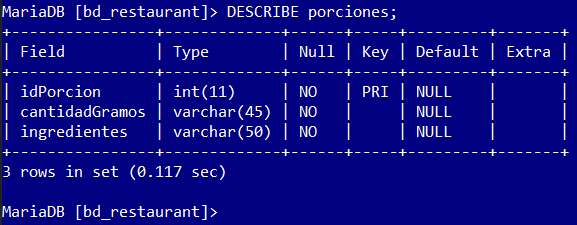 MariaDB [bd_restaurant]> DESCRIBE porciones;
+----------------+-------------+------+-----+---------+-------+
| Field          | Type        | Null | Key | Default | Extra |
+----------------+-------------+------+-----+---------+-------+
| idPorcion      | int(11)     | NO   | PRI | NULL    |       |
| cantidadGramos | varchar(45) | NO   |     | NULL    |       |
| ingredientes   | varchar(50) | NO   |     | NULL    |       |
+----------------+-------------+------+-----+---------+-------+
3 rows in set (0.117 sec)

MariaDB [bd_restaurant]>